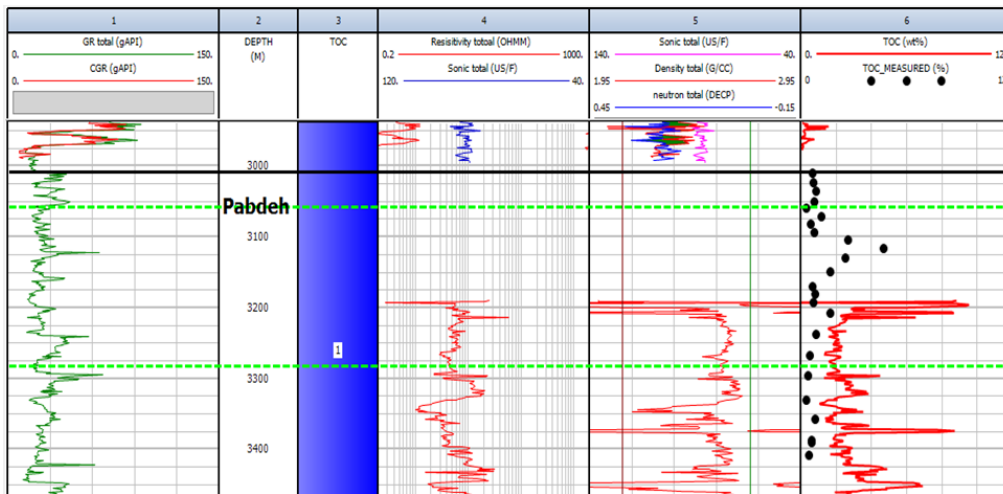 1 2 3 4 5 6
GR total (gAPI)
0. 150.
CGR (gAPI)
0. 150.
DEPTH
(M)
TOC
Resisitivity totoal (OHMM)
0.2 1000.
Sonic total (US/F)
120. 40.
Sonic total (US/F)
140. 40.
Density total (G/CC)
1.95 2.95
neutron total (DECP)
0.45 -0.15
TOC (wt%)
0. 12
TOC_MEASURED (%)
0
3000
Pabdeh
3100
3200
1
3300
3400